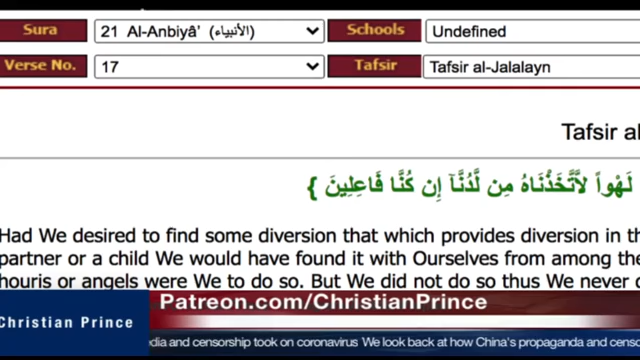 Sura 21 Al-Anbiyâ' (الأنبياء) Schools Undefined
Verse No. 17 Tafsir Tafsir al-Jalalayn
Tafsir al
لَهْواً لاَّتَّخَذْنَاهُ مِن لَّدُنَّآ إِن كُنَّا فَاعِلِينَ }
Had We desired to find some diversion that which provides diversion in th
partner or a child We would have found it with Ourselves from among the
houris or angels were We to do so. But We did not do so thus We never d
Patreon.com/ChristianPrince
Christian Prince
edia and censorship took on coronavirus We look back at how China's propaganda and censo